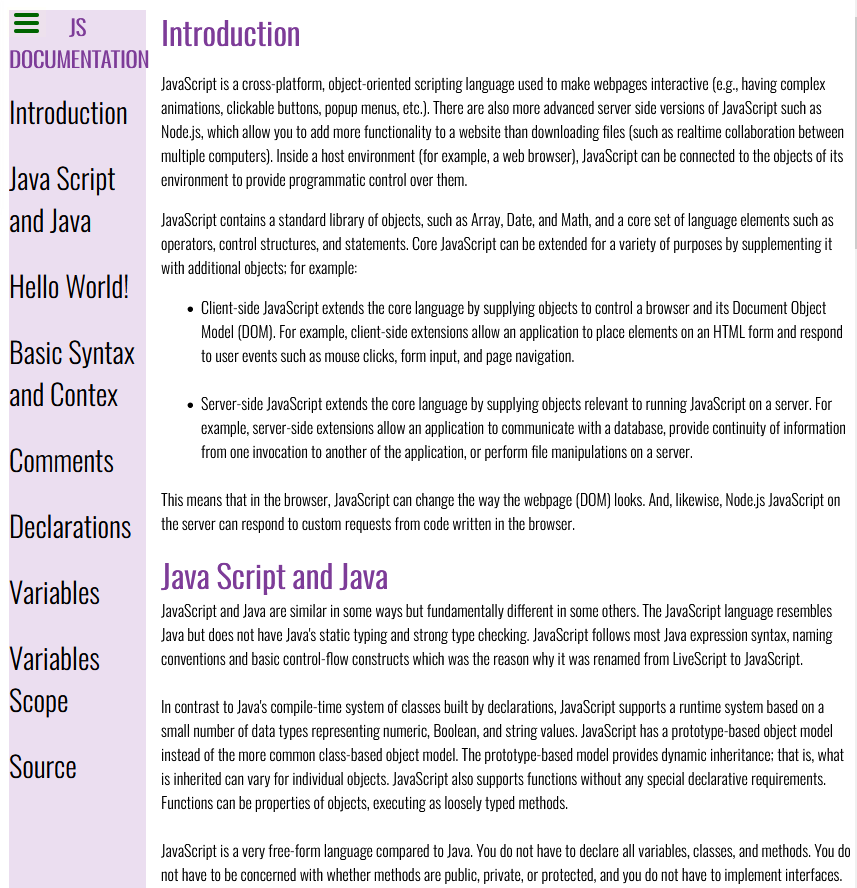 JS
DOCUMENTATION
Introduction
Java Script
and Java
Hello World!
Basic Syntax
and Contex
Comments
Declarations
Variables
Variables
Scope
Source
Introduction
JavaScript is a cross-platform, object-oriented scripting language used to make webpages interactive (e.g., having complex
animations, clickable buttons, popup menus, etc.). There are also more advanced server side versions of JavaScript such as
Node.js, which allow you to add more functionality to a website than downloading files (such as realtime collaboration between
multiple computers). Inside a host environment (for example, a web browser), JavaScript can be connected to the objects of its
environment to provide programmatic control over them.
JavaScript contains a standard library of objects, such as Array, Date, and Math, and a core set of language elements such as
operators, control structures, and statements. Core JavaScript can be extended for a variety of purposes by supplementing it
with additional objects; for example:
• Client-side JavaScript extends the core language by supplying objects to control a browser and its Document Object
Model (DOM). For example, client-side extensions allow an application to place elements on an HTML form and respond
to user events such as mouse clicks, form input, and page navigation.
• Server-side JavaScript extends the core language by supplying objects relevant to running JavaScript on a server. For
example, server-side extensions allow an application to communicate with a database, provide continuity of information
from one invocation to another of the application, or perform file manipulations on a server.
This means that in the browser, JavaScript can change the way the webpage (DOM) looks. And, likewise, Node.js JavaScript on
the server can respond to custom requests from code written in the browser.
Java Script and Java
JavaScript and Java are similar in some ways but fundamentally different in some others. The JavaScript language resembles
Java but does not have Java's static typing and strong type checking. JavaScript follows most Java expression syntax, naming
conventions and basic control-flow constructs which was the reason why it was renamed from LiveScript to JavaScript.
In contrast to Java's compile-time system of classes built by declarations, JavaScript supports a runtime system based on a
small number of data types representing numeric, Boolean, and string values. JavaScript has a prototype-based object model
instead of the more common class-based object model. The prototype-based model provides dynamic inheritance; that is, what
is inherited can vary for individual objects. JavaScript also supports functions without any special declarative requirements.
Functions can be properties of objects, executing as loosely typed methods.
JavaScript is a very free-form language compared to Java. You do not have to declare all variables, classes, and methods. You do
not have to be concerned with whether methods are public, private, or protected, and you do not have to implement interfaces.